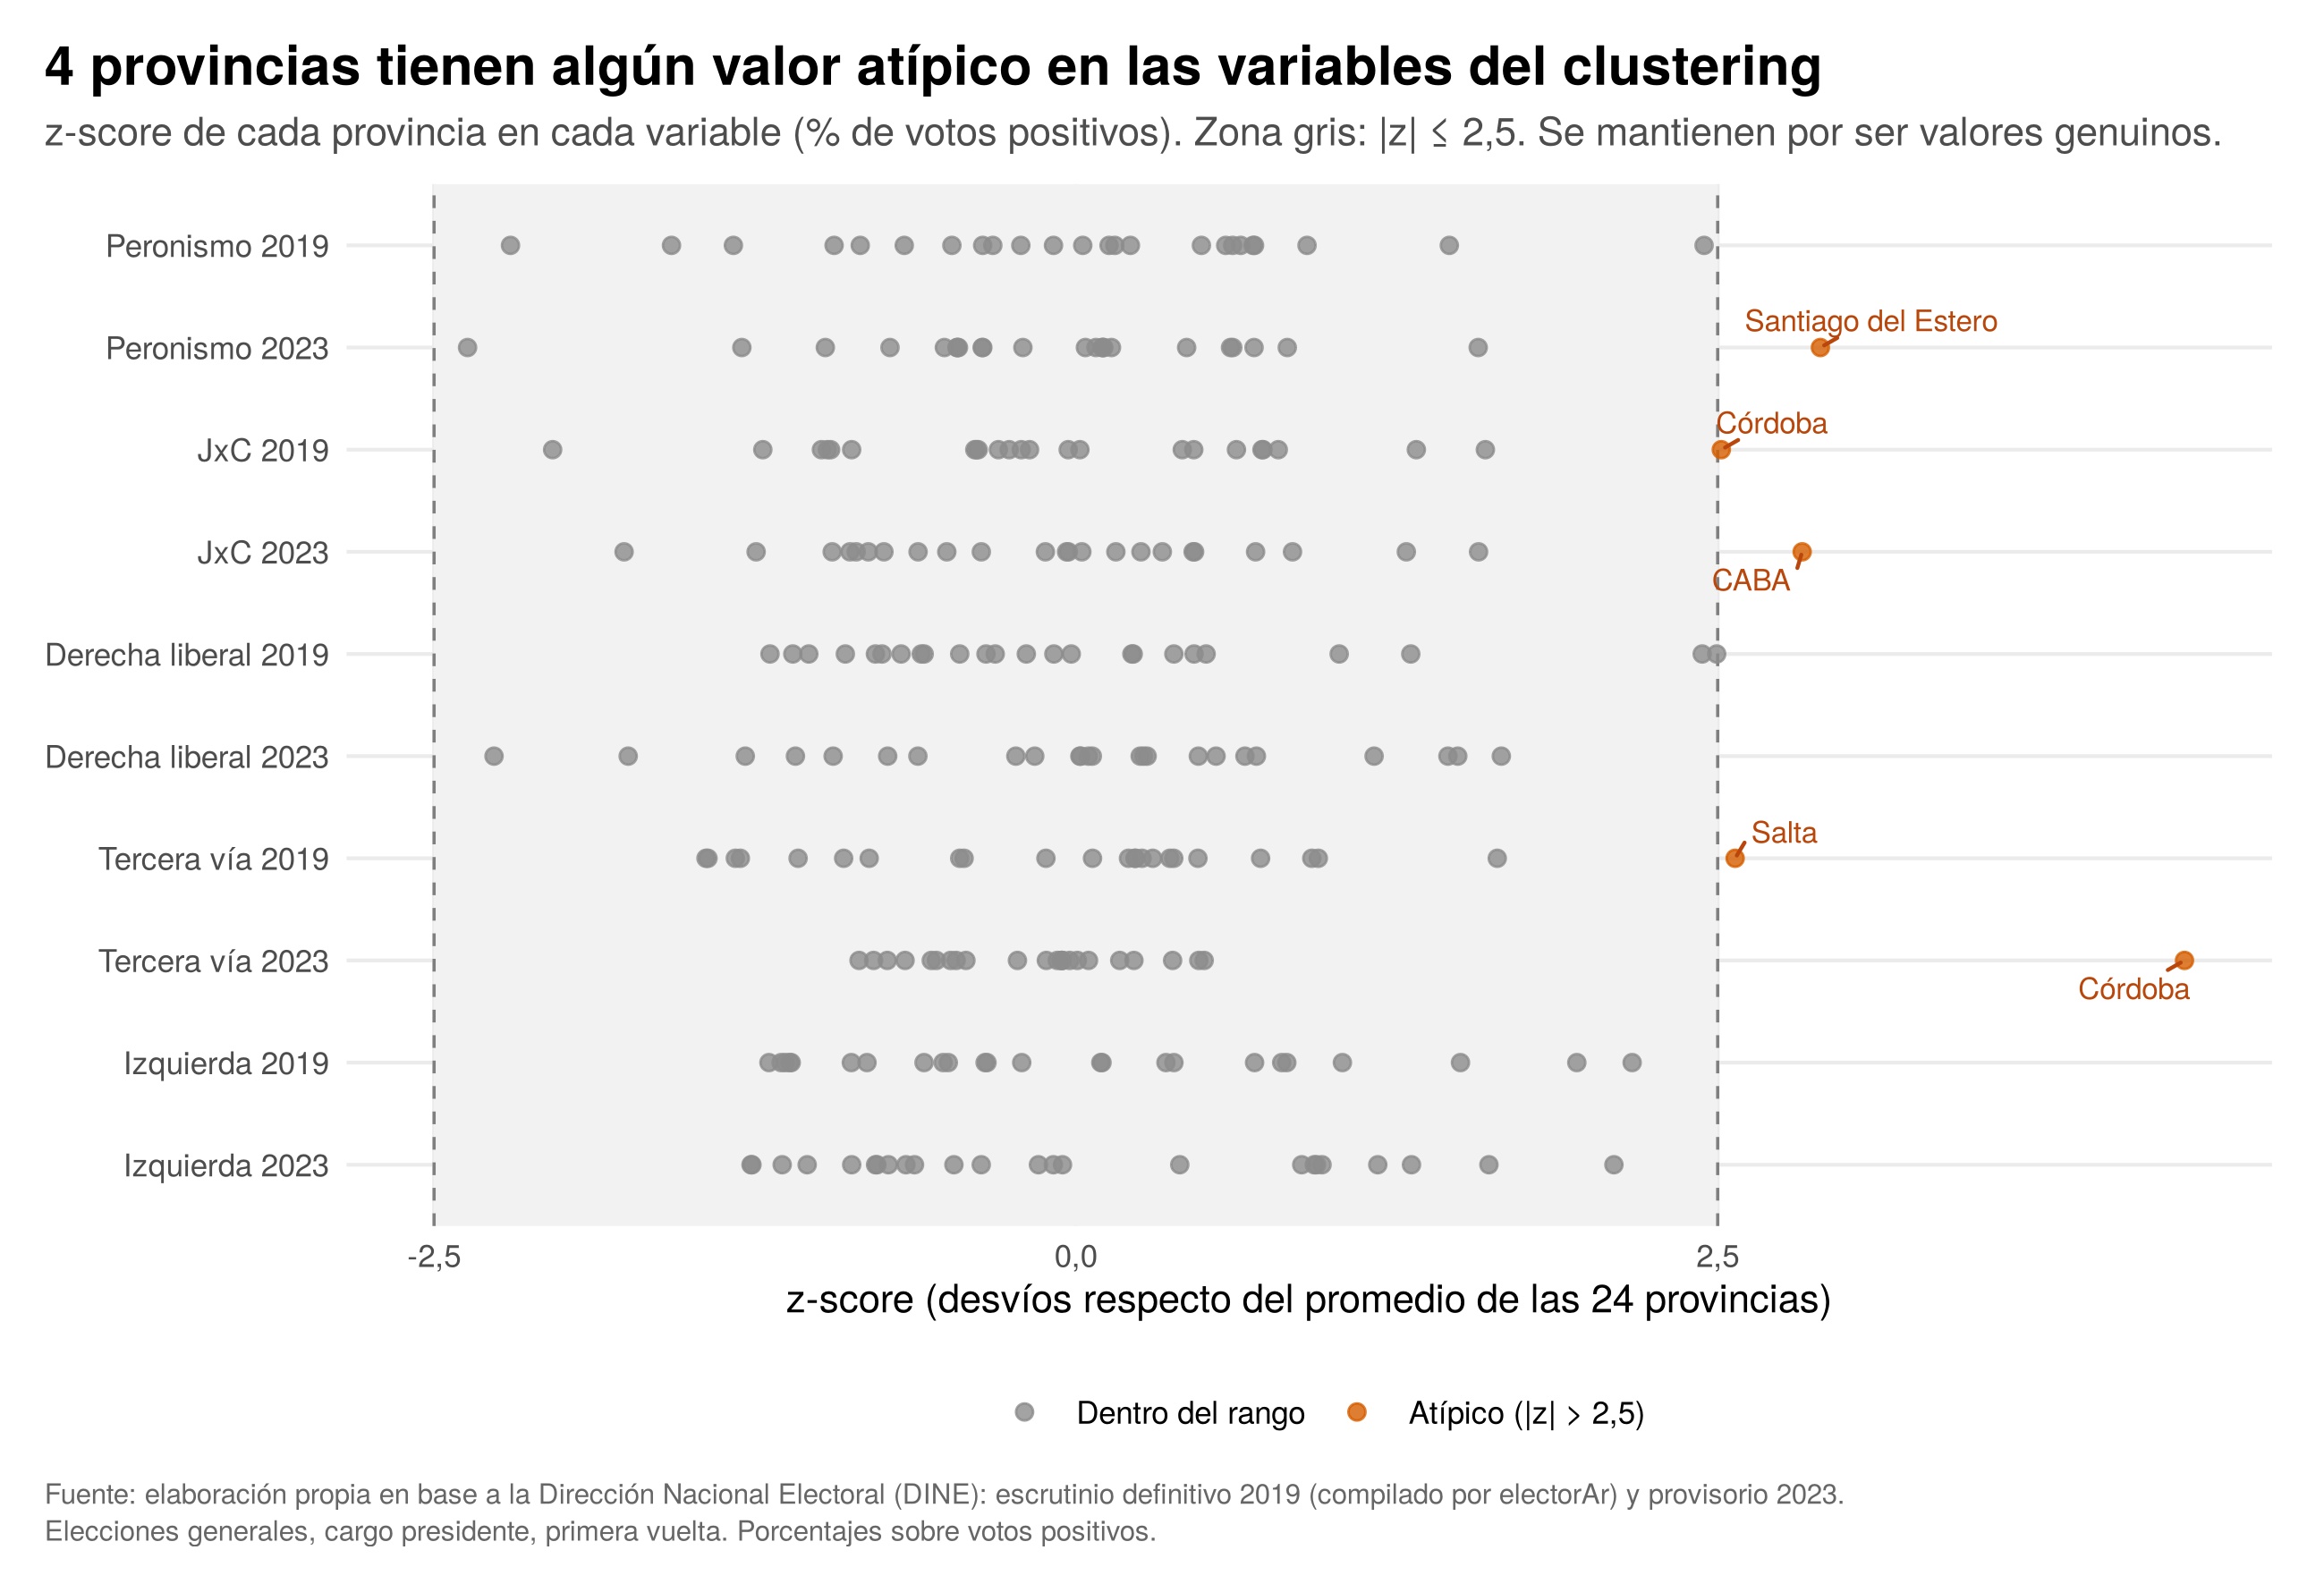 4 provincias tienen algún valor atípico en las variables del clustering
z-score de cada provincia en cada variable (% de votos positivos). Zona gris: |z| ≤ 2,5. Se mantienen por ser valores genuinos.
Peronismo 2019
Santiago del Estero
Peronismo 2023
Córdoba
JxC 2019
JxC 2023
CABA
Derecha liberal 2019
Derecha liberal 2023
Salta
Tercera vía 2019
Tercera vía 2023
Córdoba
Izquierda 2019
Izquierda 2023
-2,5 0,0 2,5
z-score (desvíos respecto del promedio de las 24 provincias)
Dentro del rango Atípico (|z| > 2,5)
Fuente: elaboración propia en base a la Dirección Nacional Electoral (DINE): escrutinio definitivo 2019 (compilado por electorAr) y provisorio 2023.
Elecciones generales, cargo presidente, primera vuelta. Porcentajes sobre votos positivos.